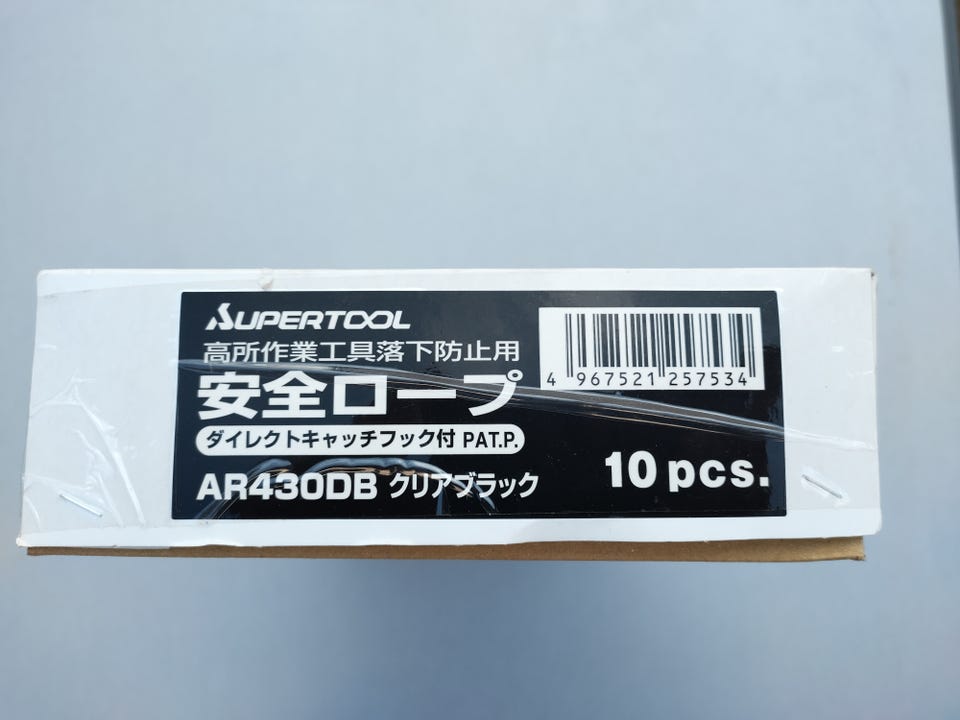 SUPERTOOL
高所作業工具落下防止用
安全ロープ
ダイレクトキャッチフック付 PAT.P.
AR430DB クリアブラック
4 967521 257534
10 pcs.